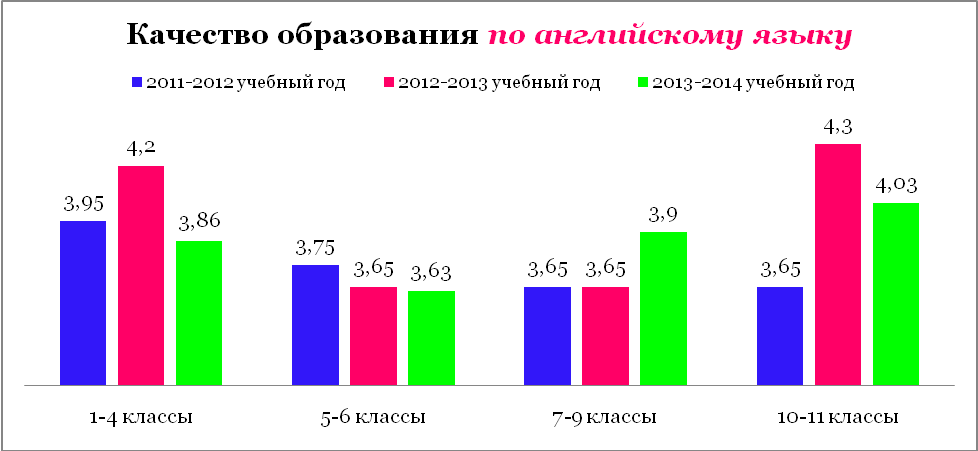 Качество образования по английскому языку
2011-2012 учебный год 2012-2013 учебный год 2013-2014 учебный год
3,95 4,2 3,86 3,75 3,65 3,63 3,65 3,65 3,9 3,65 4,3 4,03
1-4 классы 5-6 классы 7-9 классы 10-11 классы